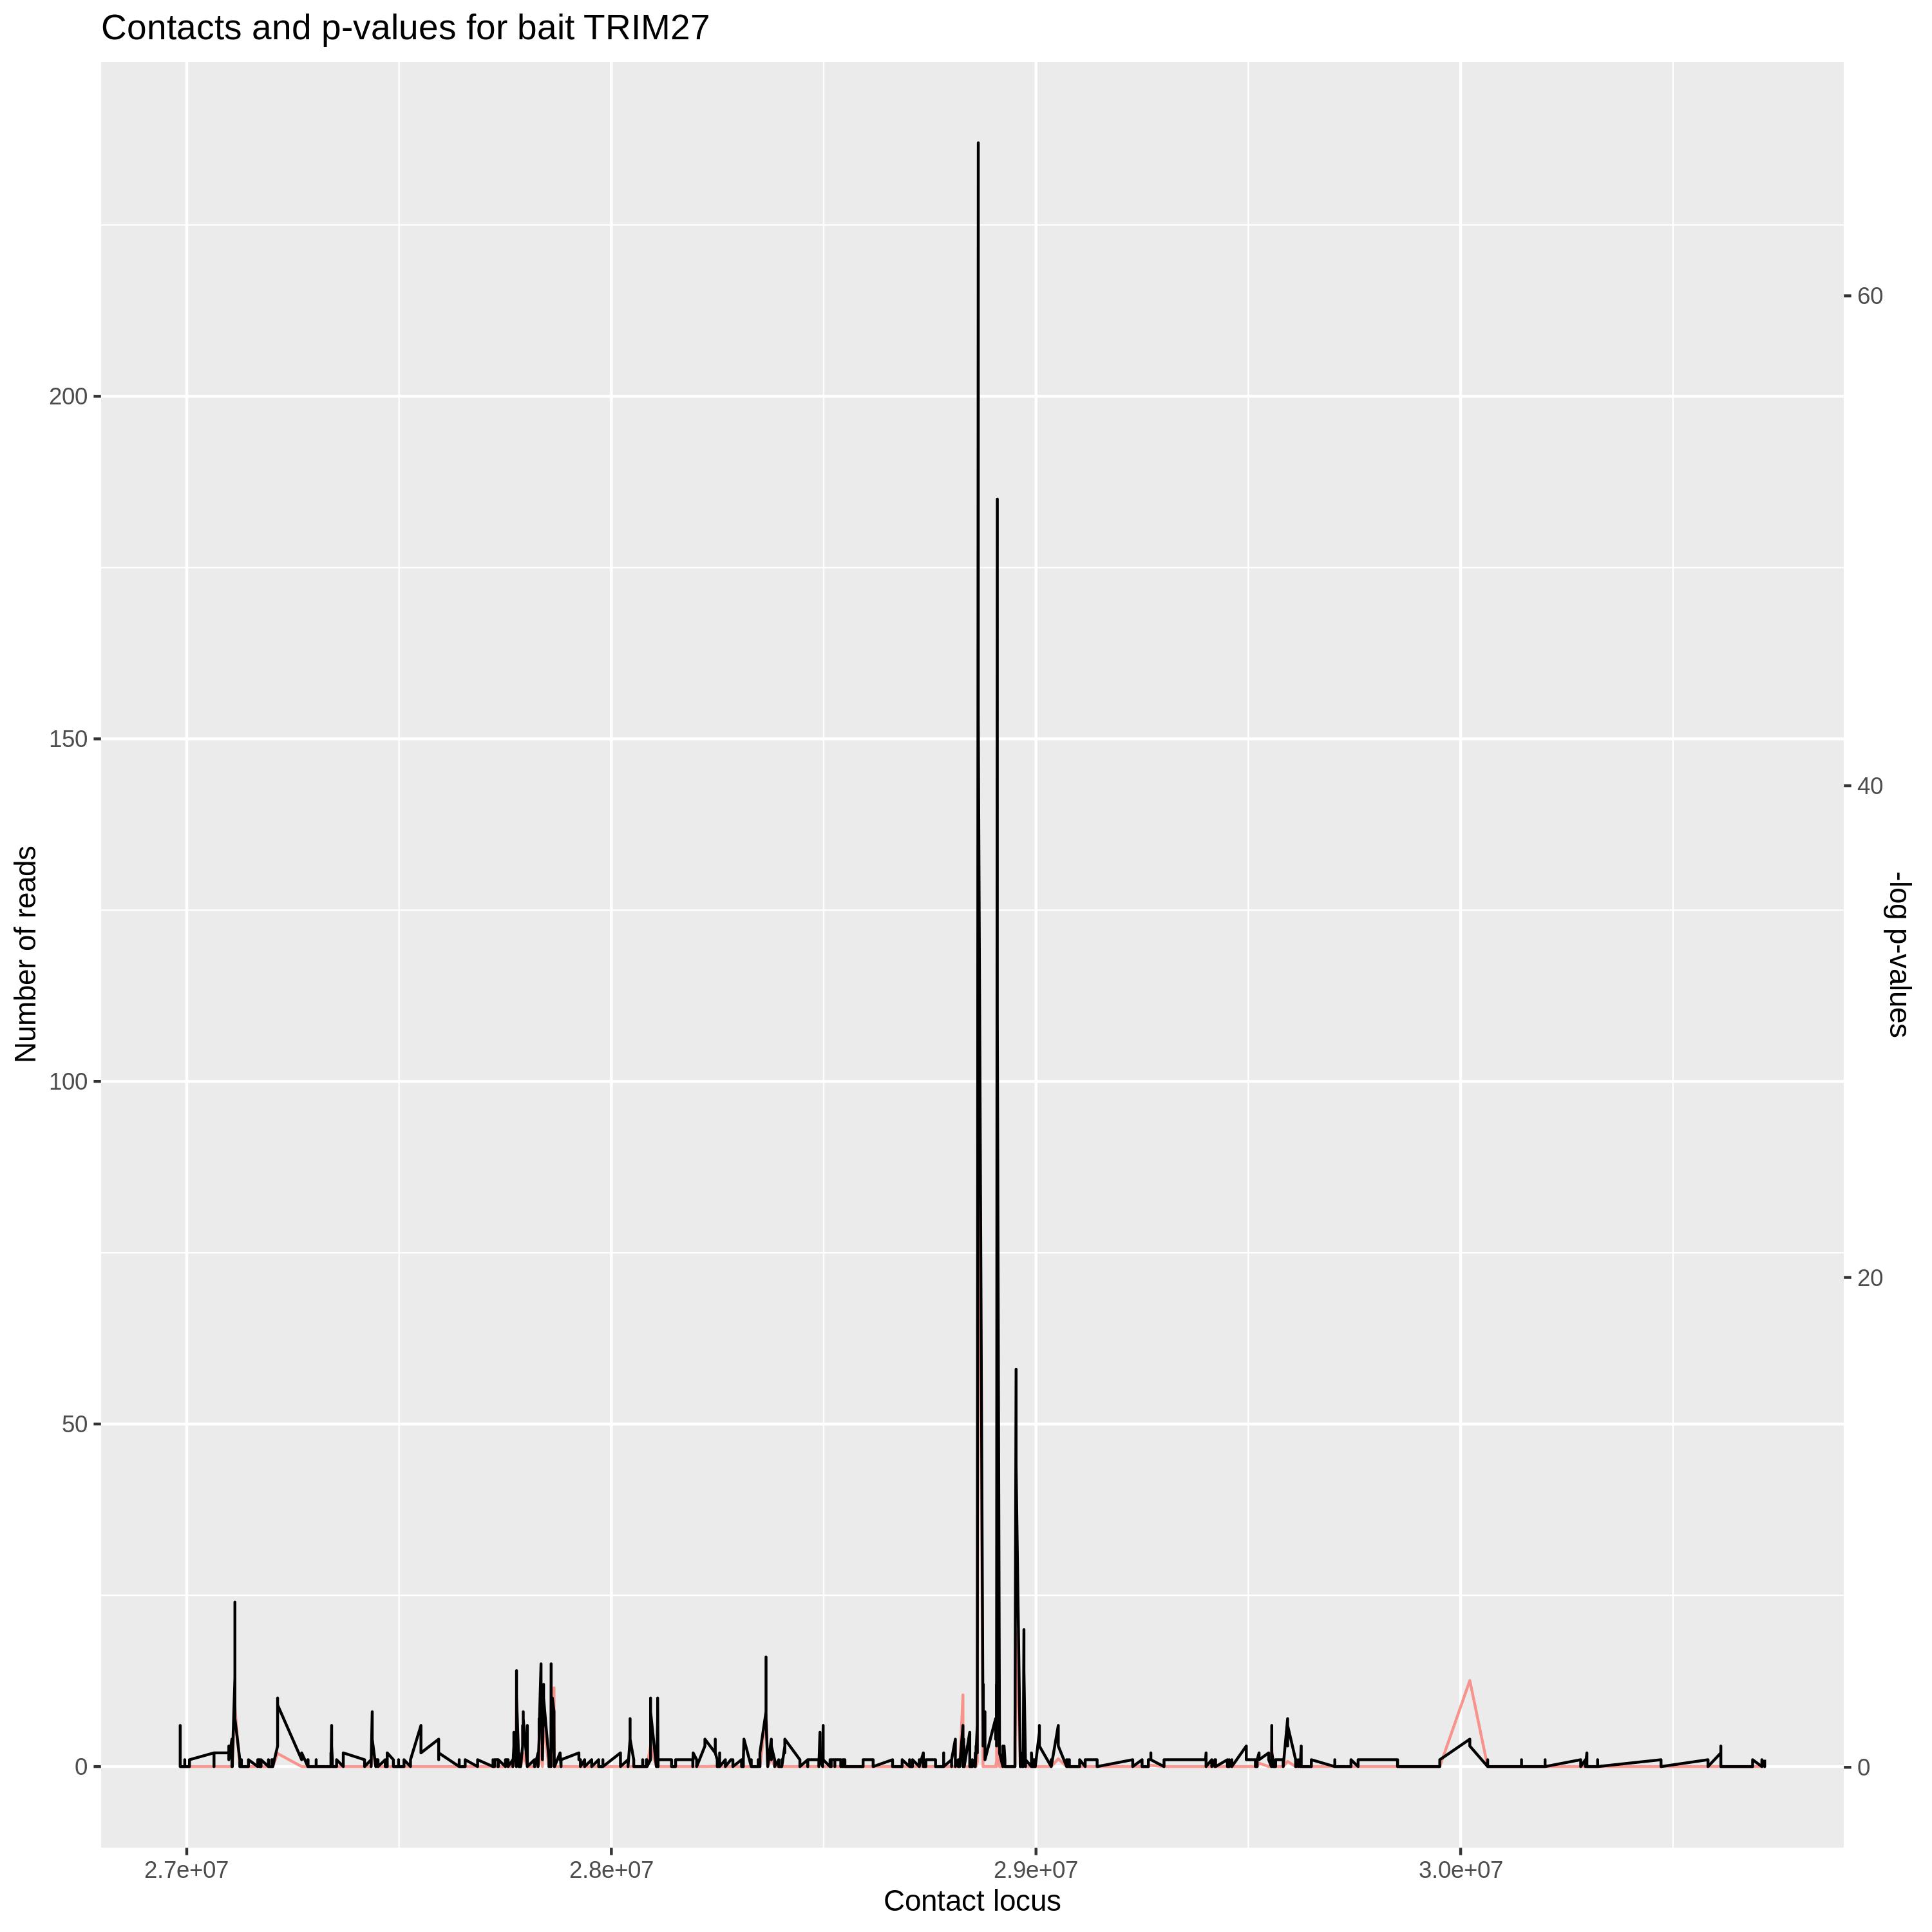 Contacts and p-values for bait TRIM27
Number of reads
200
150
100
50
0
60
40
20
0
-log p-values
2.7e+07
2.8e+07
2.9e+07
3.0e+07
Contact locus